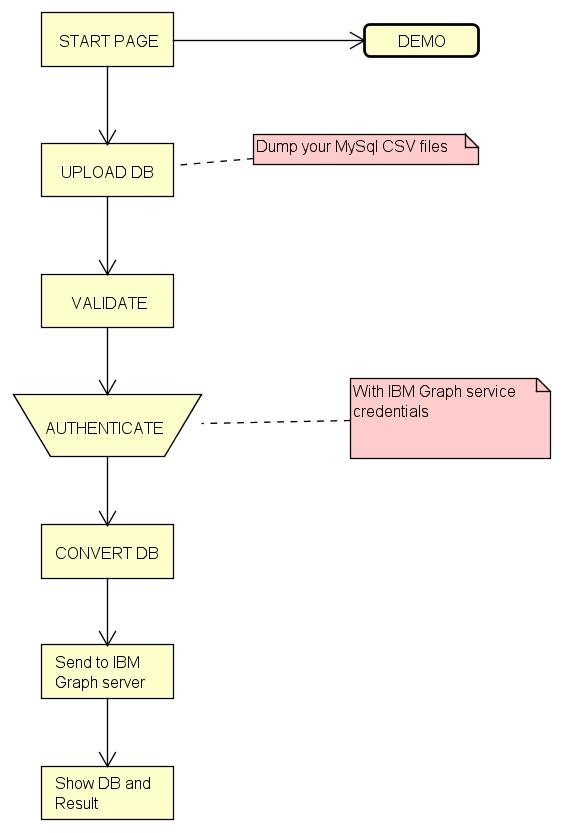 START PAGE
DEMO
UPLOAD DB
Dump your MySql CSV files
VALIDATE
With IBM Graph service
credentials
AUTHENTICATE
CONVERT DB
Send to IBM
Graph server
Show DB and
Result